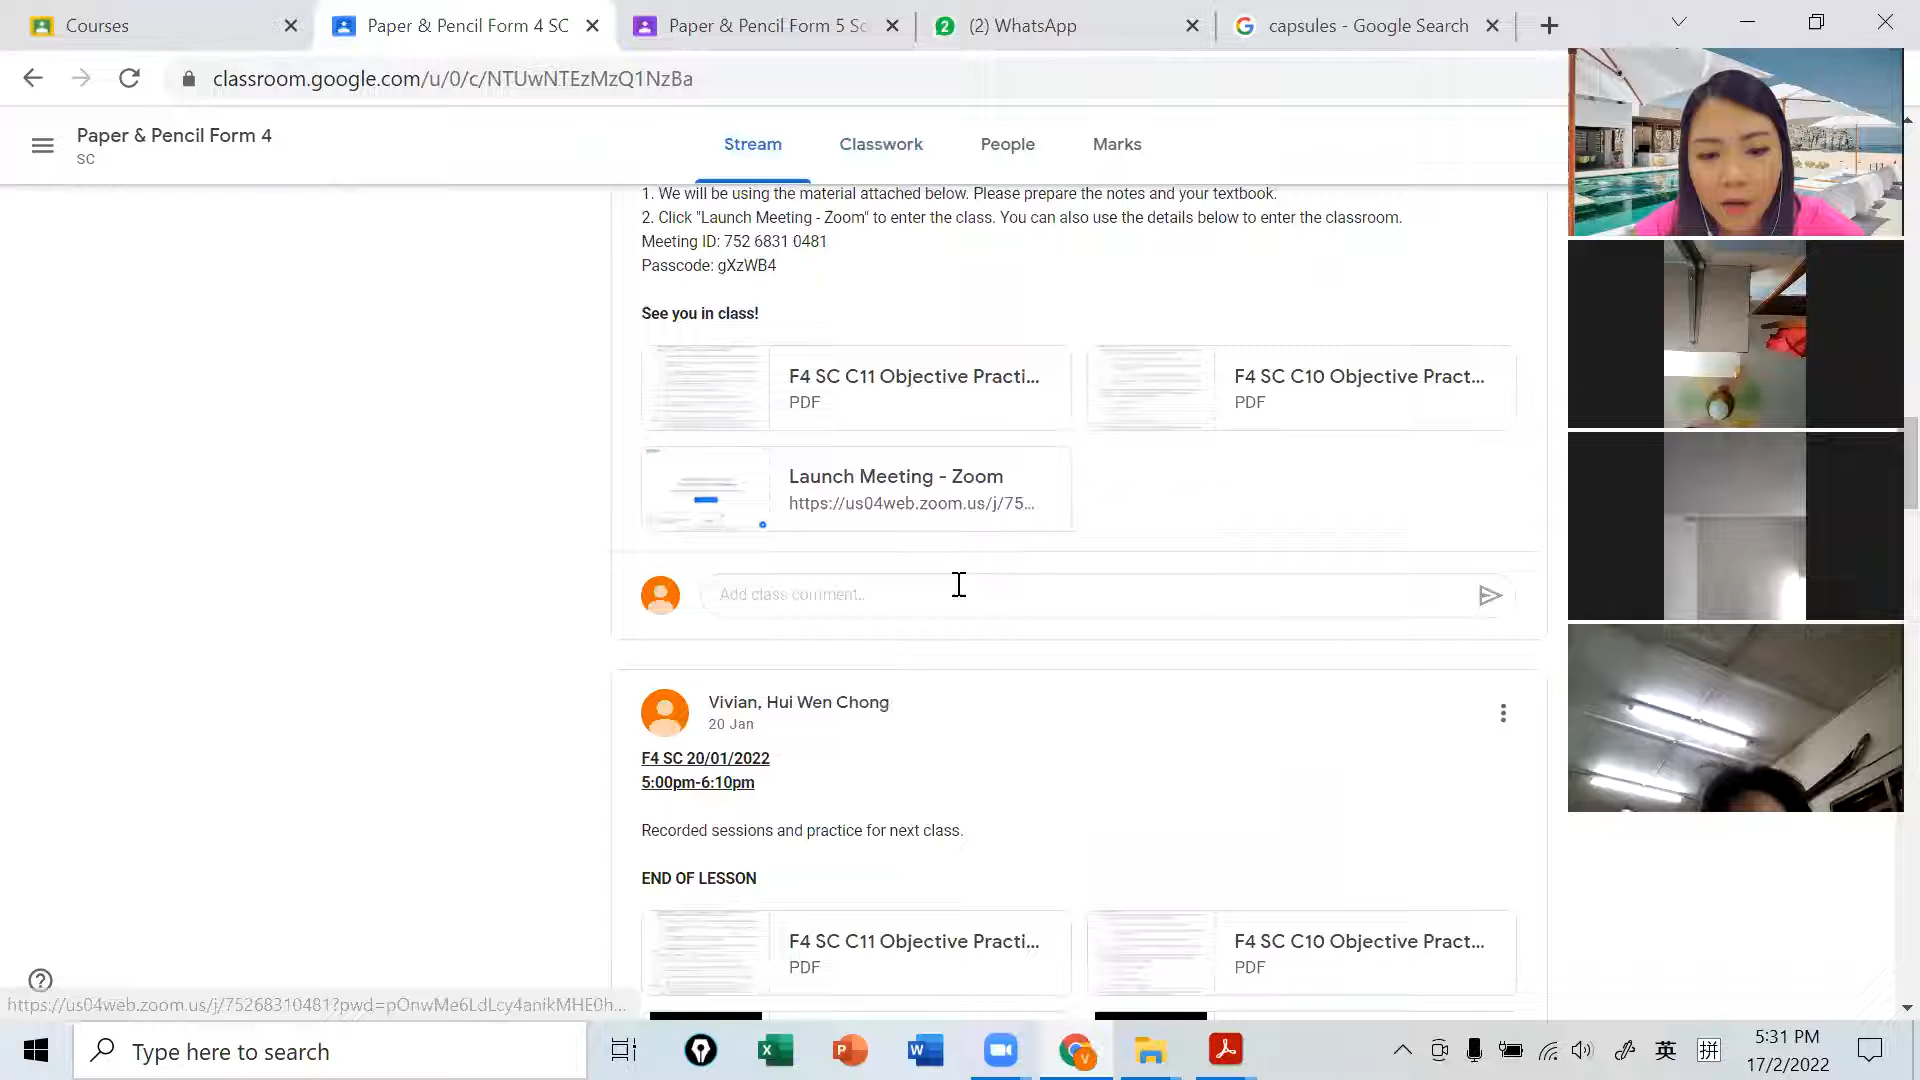 Courses
Paper & Pencil Form 4 SC
Paper & Pencil Form 5 Sc
(2) WhatsApp
capsules - Google Search
classroom.google.com/u/0/c/NTUwNTEzMzQ1NzBa
Paper & Pencil Form 4
SC
Stream
Classwork
People
Marks
1. We will be using the material attached below. Please prepare the notes and your textbook.
2. Click "Launch Meeting - Zoom" to enter the class. You can also use the details below to enter the classroom.
Meeting ID: 752 6831 0481
Passcode: gXzWB4
See you in class!
F4 SC C11 Objective Practi...
PDF
F4 SC C10 Objective Pract...
PDF
Launch Meeting - Zoom
https://us04web.zoom.us/j/75...
Add class comment..
Vivian, Hui Wen Chong
20 Jan
F4 SC 20/01/2022
5:00pm-6:10pm
Recorded sessions and practice for next class.
END OF LESSON
F4 SC C11 Objective Practi...
PDF
F4 SC C10 Objective Pract...
PDF
https://us04web.zoom.us/j/75268310481?pwd=pOnwMe6LdLcy4anikMHE0h...
Type here to search
英
拼
5:31 PM
17/2/2022